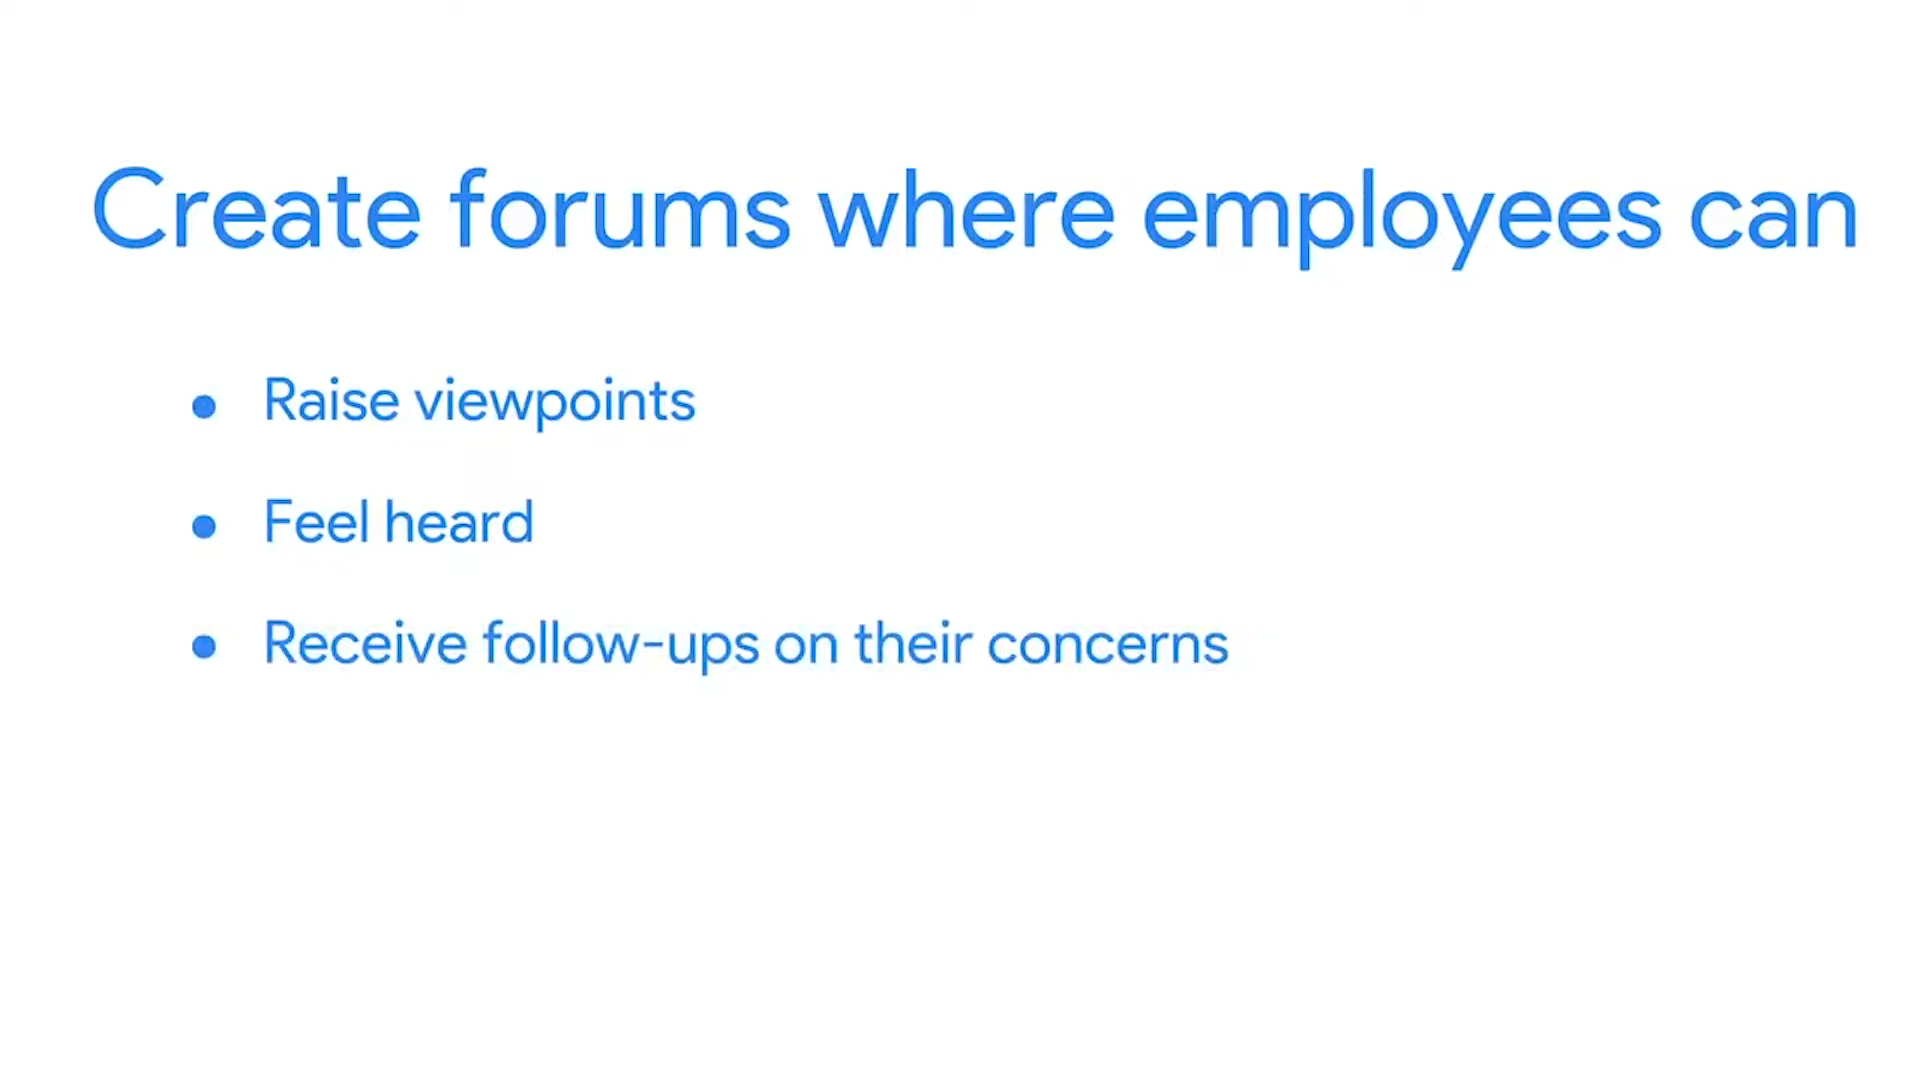 Create forums where employees can
● Raise viewpoints
● Feel heard
● Receive follow-ups on their concerns